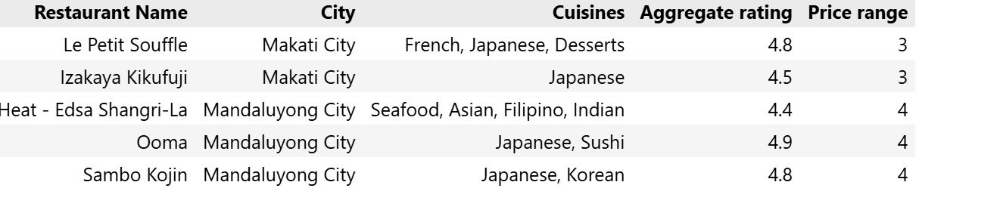 Restaurant Name City Cuisines Aggregate rating Price range
Le Petit Souffle Makati City French, Japanese, Desserts 4.8 3
Izakaya Kikufuji Makati City Japanese 4.5 3
Heat - Edsa Shangri-La Mandaluyong City Seafood, Asian, Filipino, Indian 4.4 4
Ooma Mandaluyong City Japanese, Sushi 4.9 4
Sambo Kojin Mandaluyong City Japanese, Korean 4.8 4